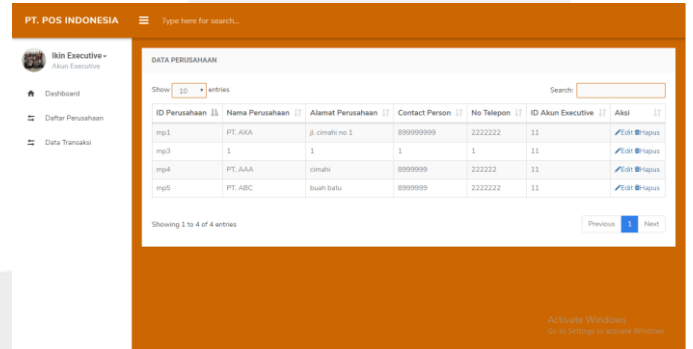 PT. POS INDONESIA
Type here for search...
Ikin Executive
Akun Executive
Dashboard
Daftar Perusahaan
Data Transaksi
DATA PERUSAHAAN
Show 10 entries
Search:
ID Perusahaan Nama Perusahaan Alamat Perusahaan Contact Person No Telepon ID Akun Executive Aksi
mp1 PT. AXA jl. cimahi no 1 899999999 2222222 11 Edit Hapus
mp3 1 1 1 1 11 Edit Hapus
mp4 PT. AAA cimahi 8999999 222222 11 Edit Hapus
mp5 PT. ABC buah batu 8999999 2222222 11 Edit Hapus
Showing 1 to 4 of 4 entries
Previous 1 Next
Activate Windows
Go to Settings to activate Windows.